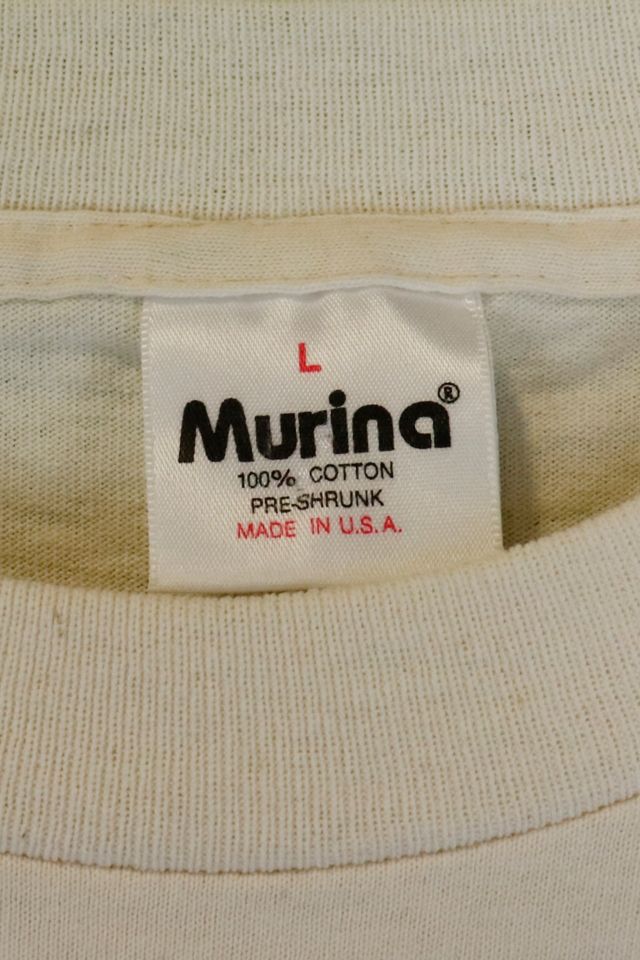 L
Murina®
100% COTTON
PRE-SHRUNK
MADE IN U.S.A.